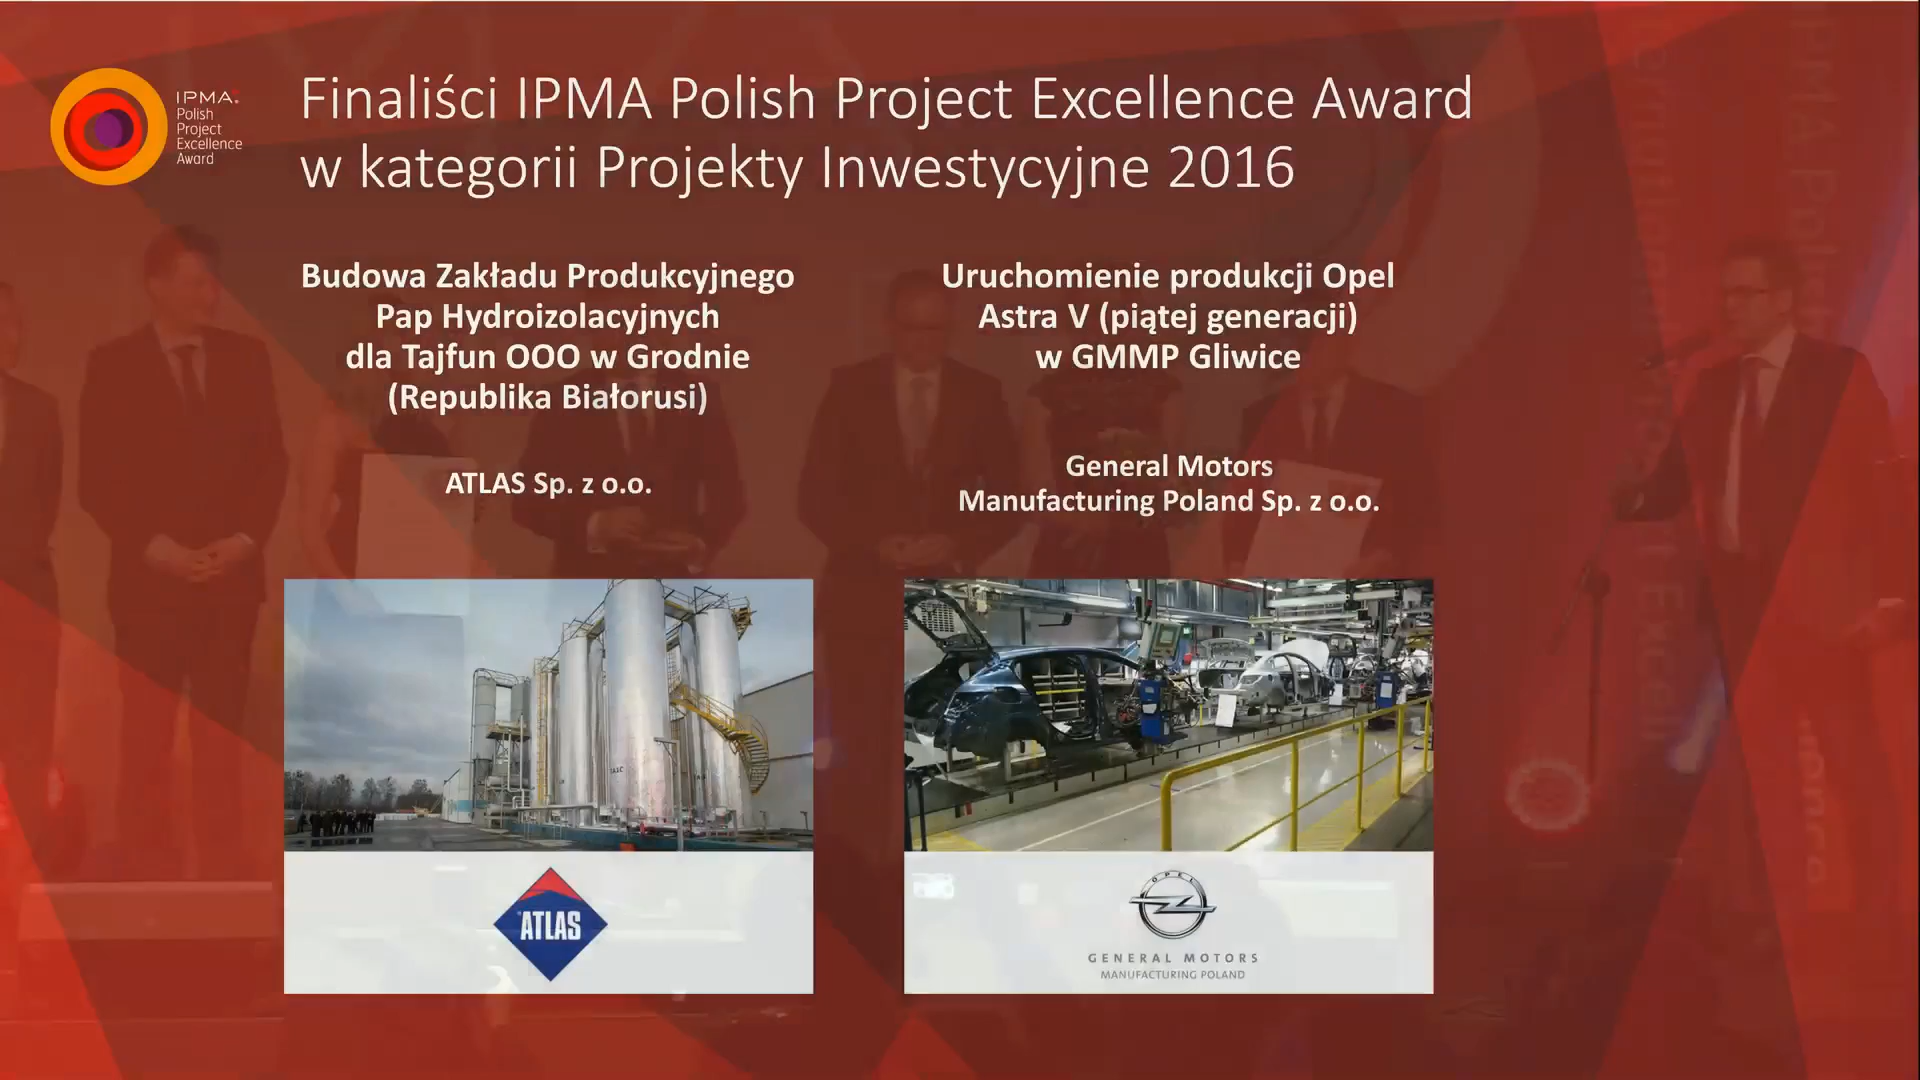 IPMA.
Polish
Project
Excellence
Award
Finaliści IPMA Polish Project Excellence Award
w kategorii Projekty Inwestycyjne 2016
Budowa Zakładu Produkcyjnego
Pap Hydroizolacyjnych
dla Tajfun OOO w Grodnie
(Republika Białorusi)
ATLAS Sp. z o.o.
Uruchomienie produkcji Opel
Astra V (piątej generacji)
w GMMP Gliwice
General Motors
Manufacturing Poland Sp. z o.o.
ATLAS
OPEL
GENERAL MOTORS
MANUFACTURING POLAND